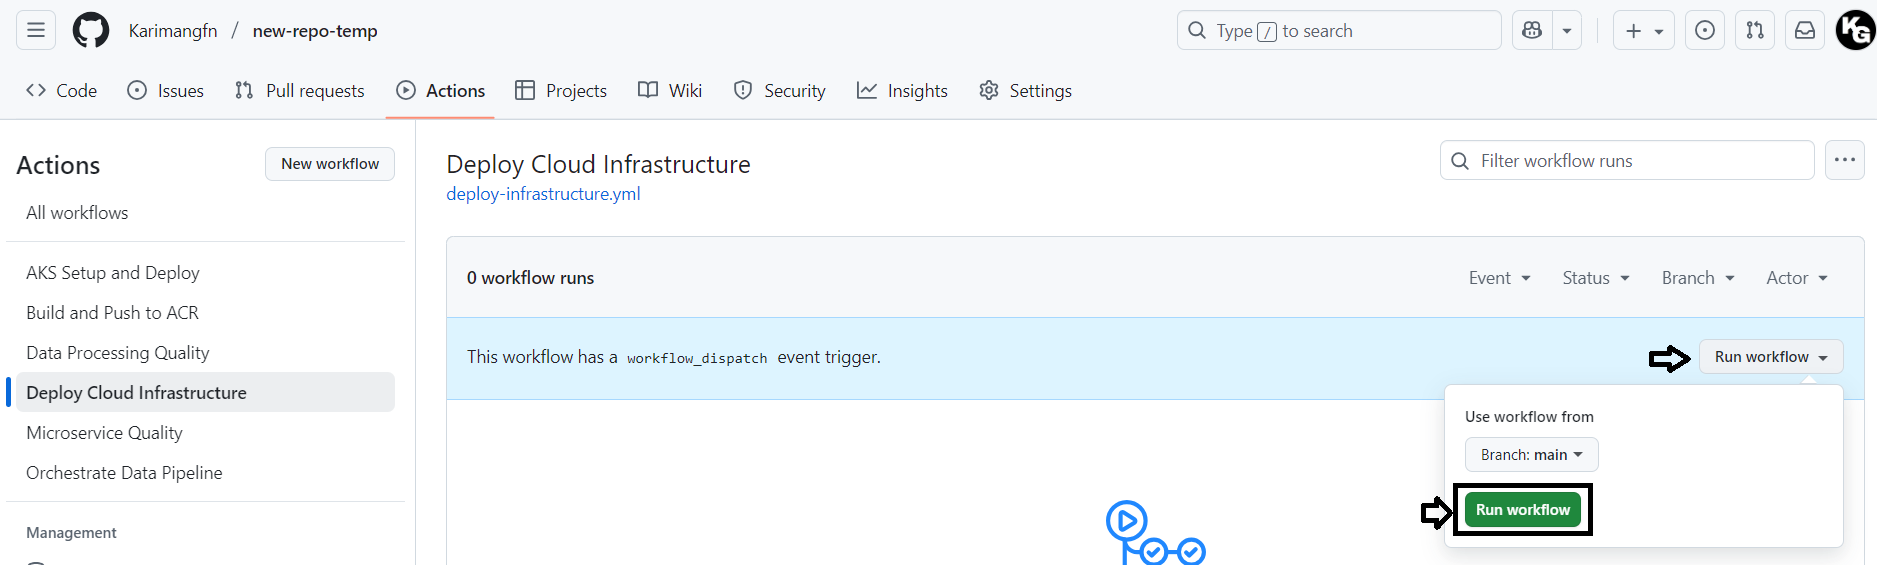 Karimangfn / new-repo-temp
Type / to search
KG
Code Issues Pull requests Actions Projects Wiki Security Insights Settings
Actions
New workflow
All workflows
AKS Setup and Deploy
Build and Push to ACR
Data Processing Quality
Deploy Cloud Infrastructure
Microservice Quality
Orchestrate Data Pipeline
Management
Deploy Cloud Infrastructure
deploy-infrastructure.yml
Filter workflow runs
0 workflow runs
Event Status Branch Actor
This workflow has a workflow_dispatch event trigger.
Run workflow
Use workflow from
Branch: main
Run workflow